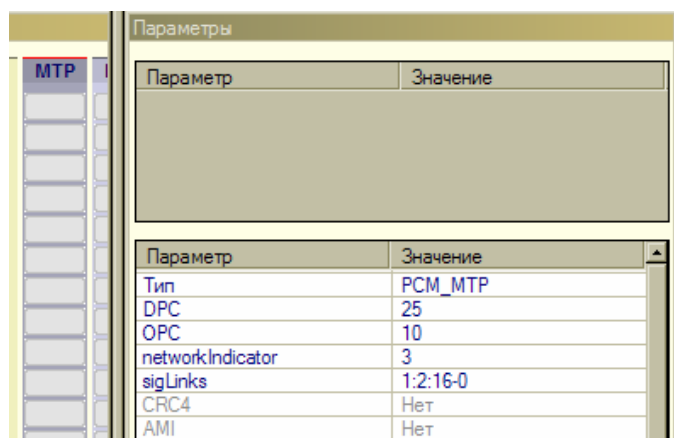 Параметры
MTP
Параметр Значение
Параметр Значение
Тип PCM_MTP
DPC 25
OPC 10
networkIndicator 3
sigLinks 1:2:16-0
CRC4 Нет
AMI Нет